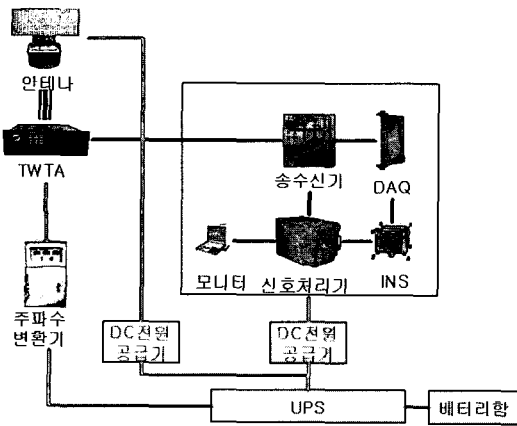 안테나
TWTA
송수신기
DAQ
모니터
신호처리기
INS
주파수
변환기
DC전원
공급기
DC전원
공급기
UPS
배터리함